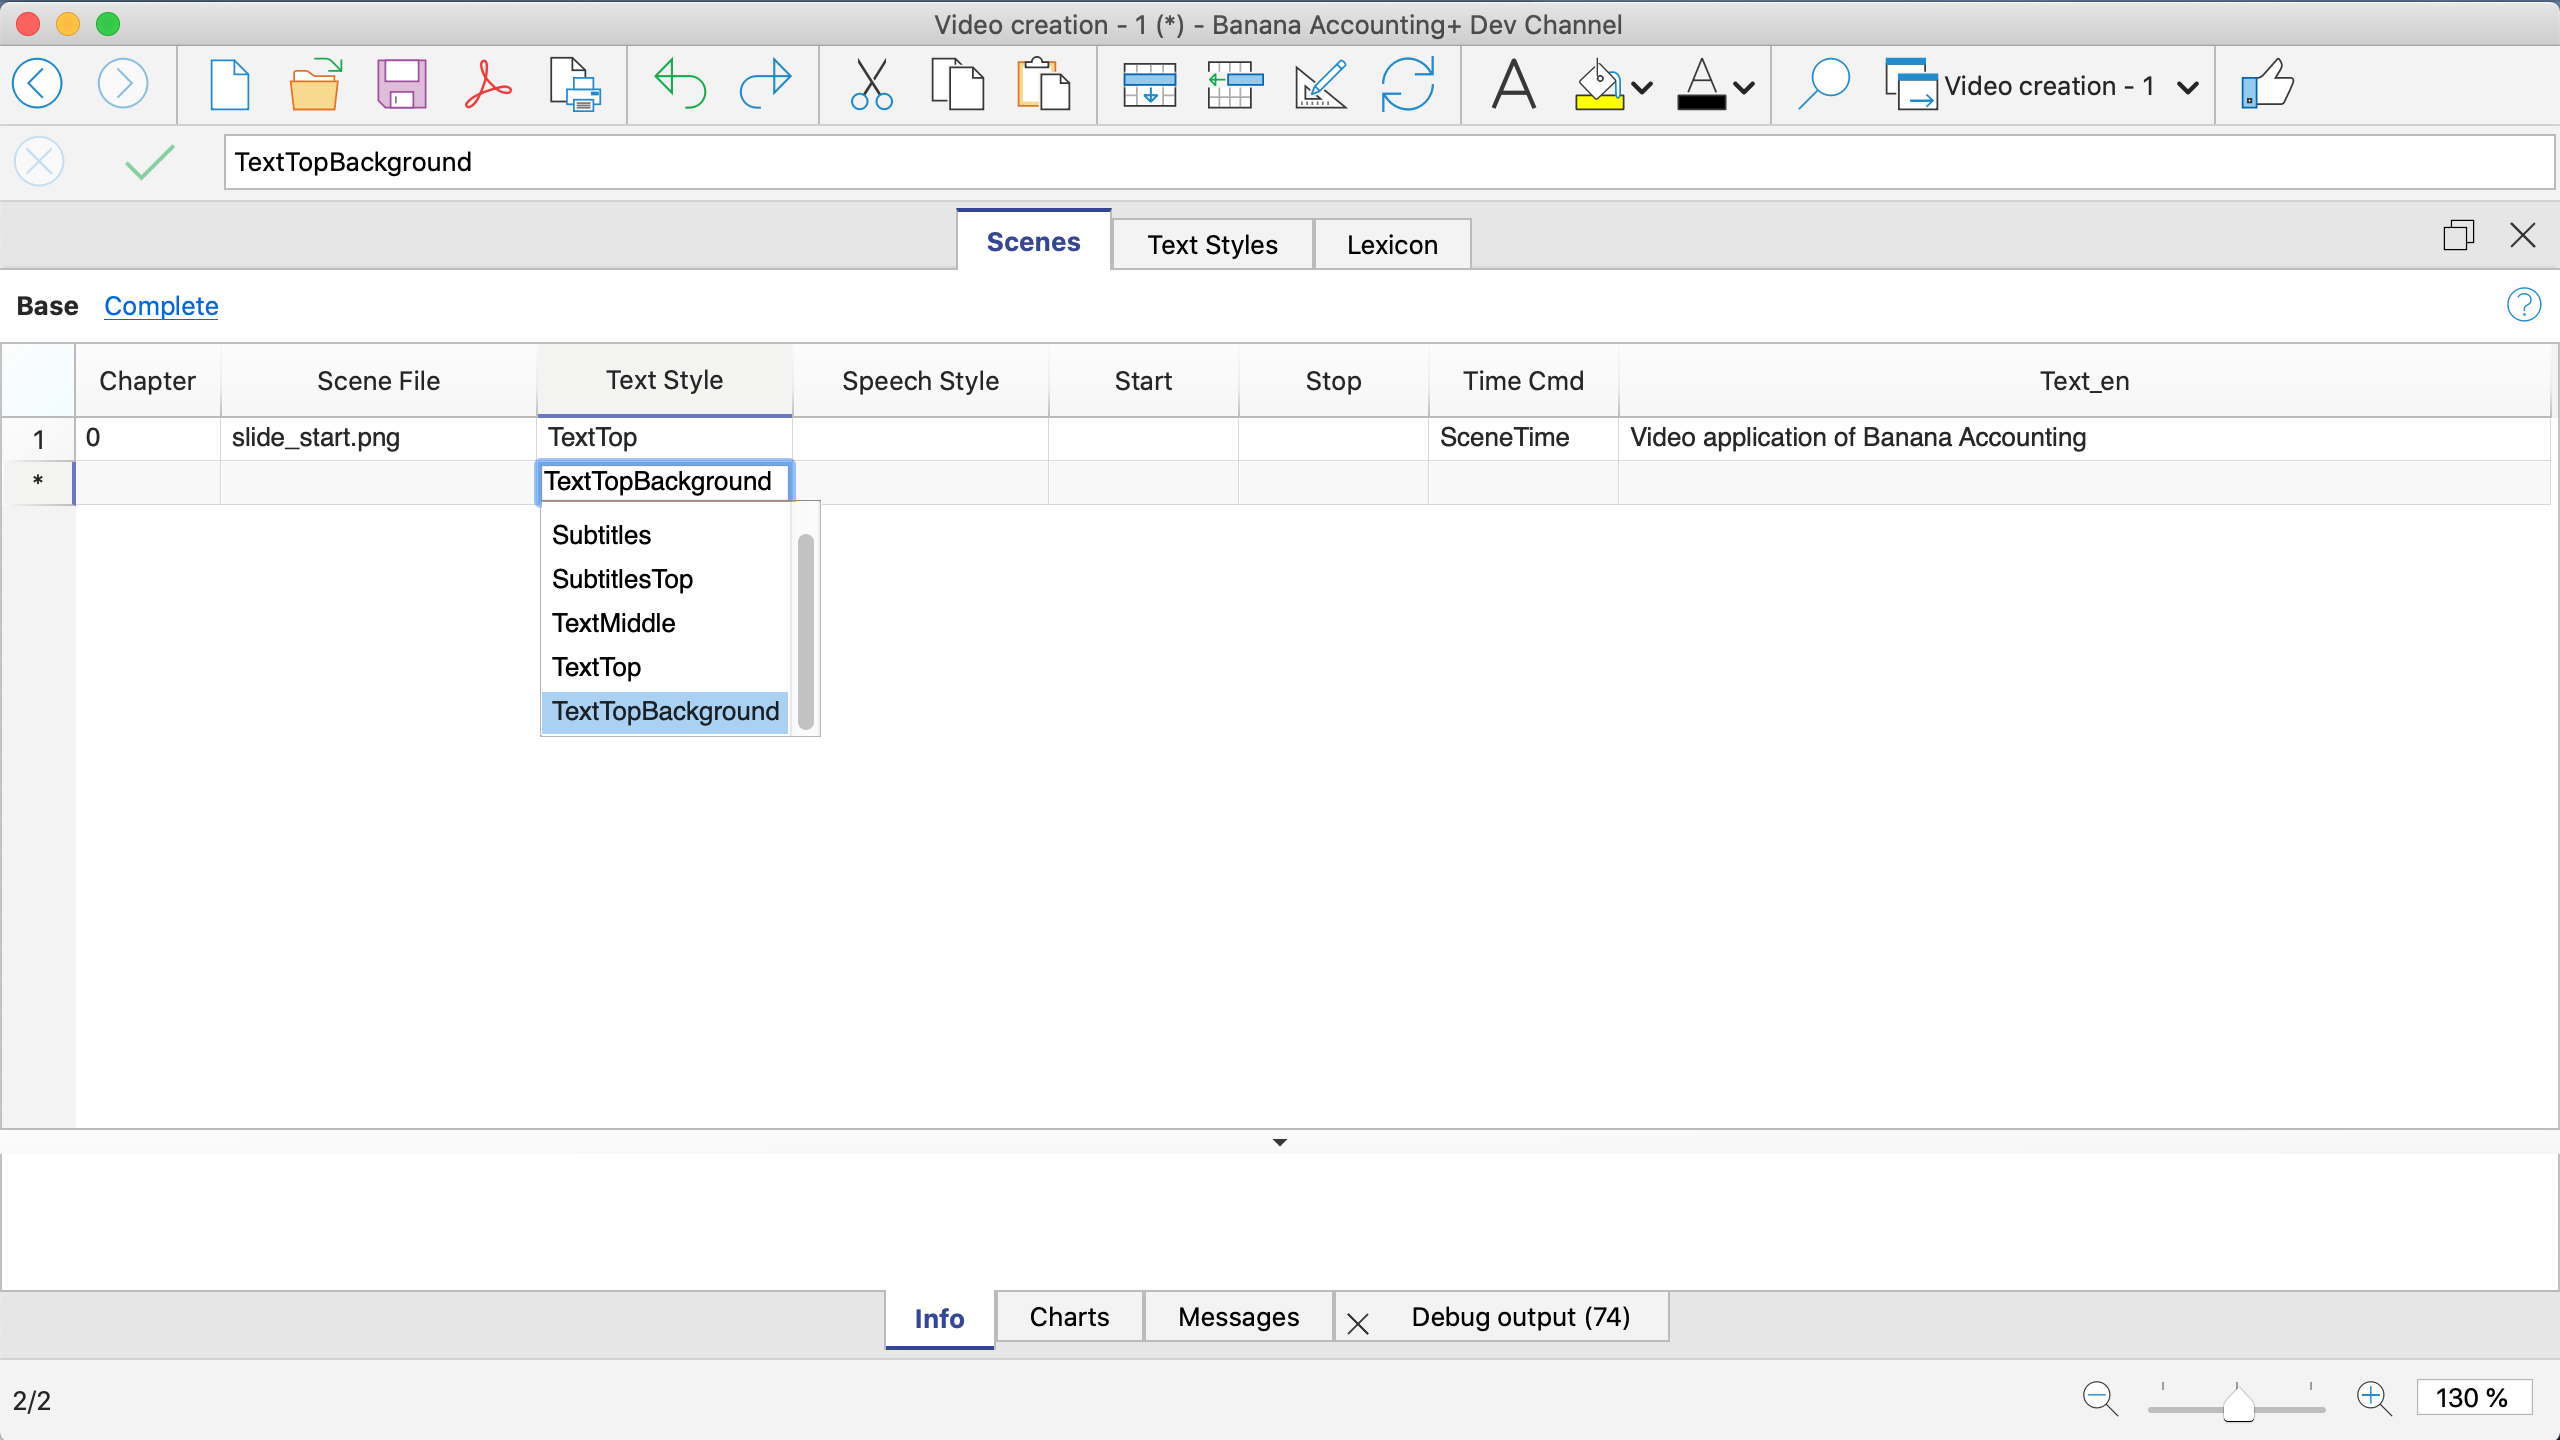 Video creation - 1 (*) - Banana Accounting+ Dev Channel
Video creation - 1
TextTopBackground
Scenes
Text Styles
Lexicon
Base Complete
Chapter Scene File Text Style Speech Style Start Stop Time Cmd Text_en
1 0 slide_start.png TextTop SceneTime Video application of Banana Accounting
* TextTopBackground
Subtitles
SubtitlesTop
TextMiddle
TextTop
TextTopBackground
Info Charts Messages Debug output (74)
2/2 130 %